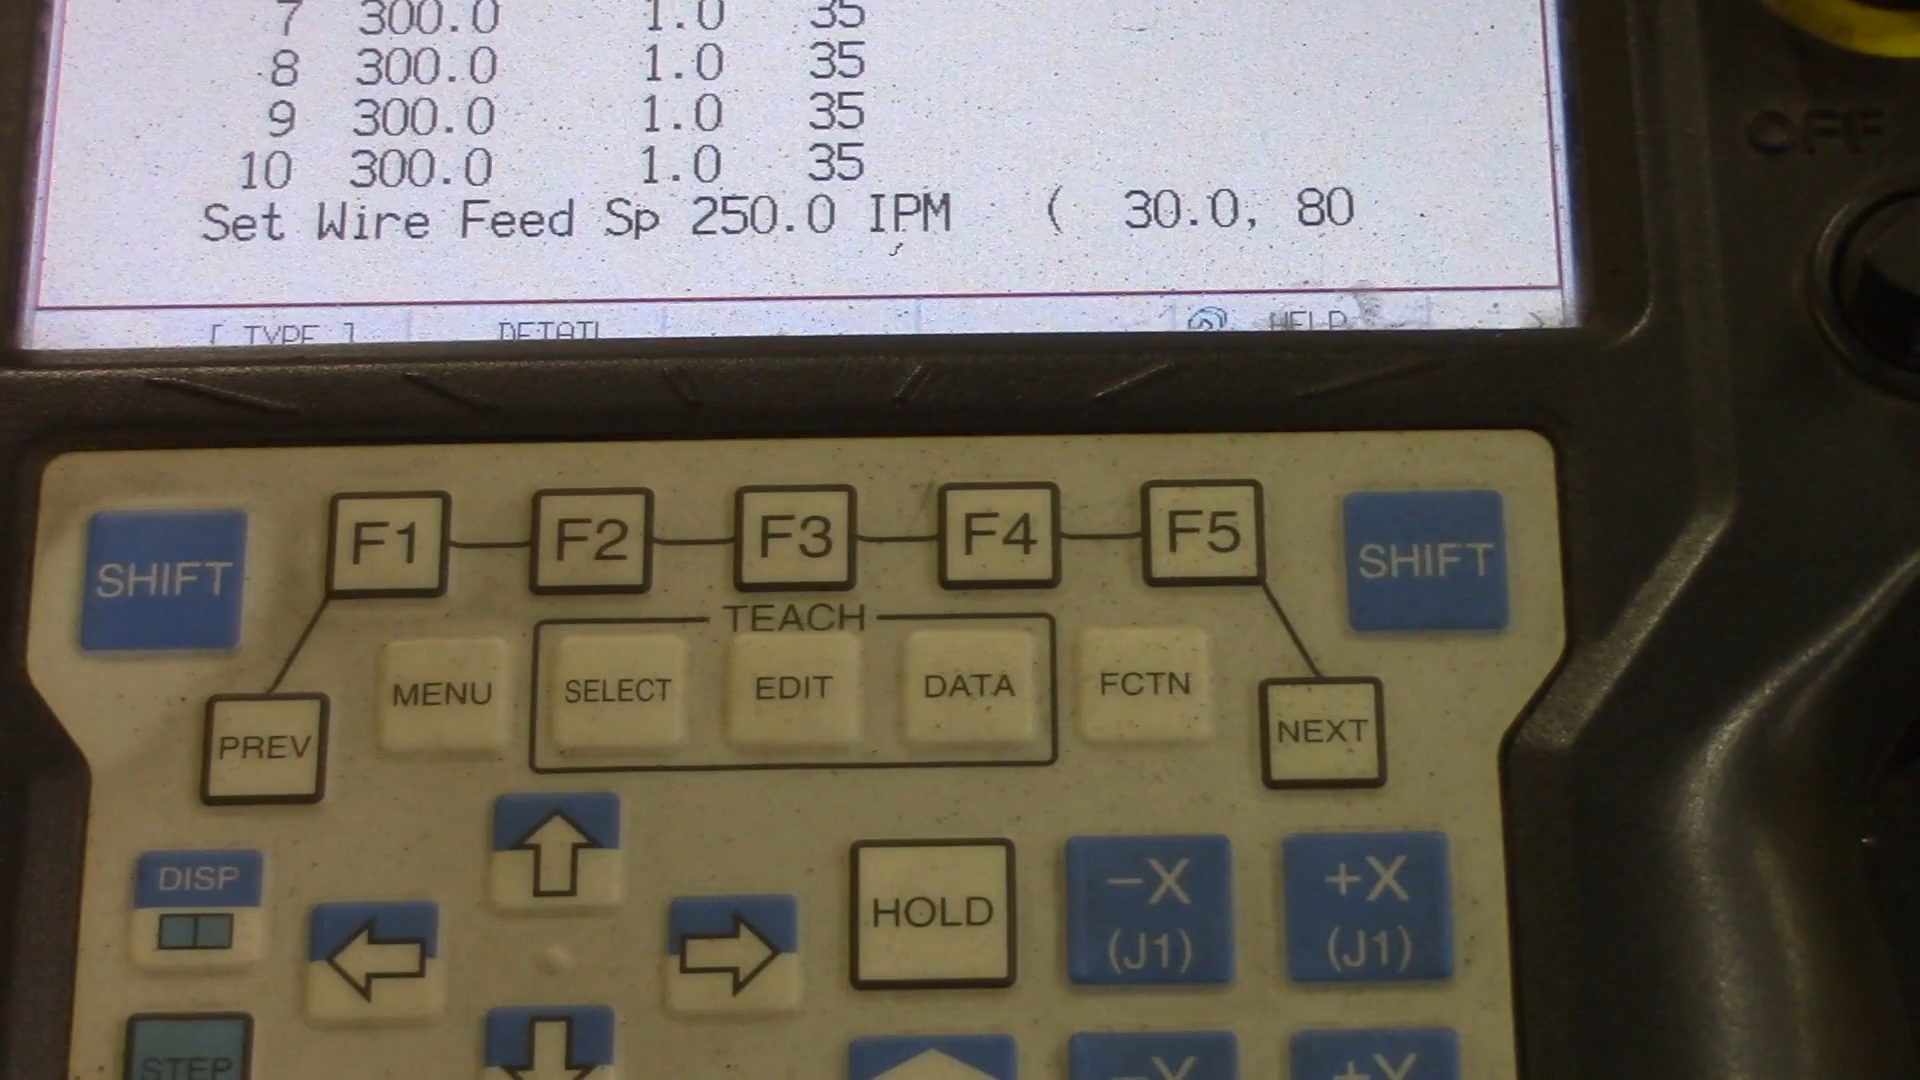 7 300.0 1.0 35
8 300.0 1.0 35
9 300.0 1.0 35
10 300.0 1.0 35
Set Wire Feed Sp 250.0 IPM ( 30.0, 80
[ TYPE ] DETAIL HELP >
OFF
F1 F2 F3 F4 F5
SHIFT SHIFT
TEACH
MENU SELECT EDIT DATA FCTN
PREV NEXT
DISP
HOLD -X (J1) +X (J1)
STEP